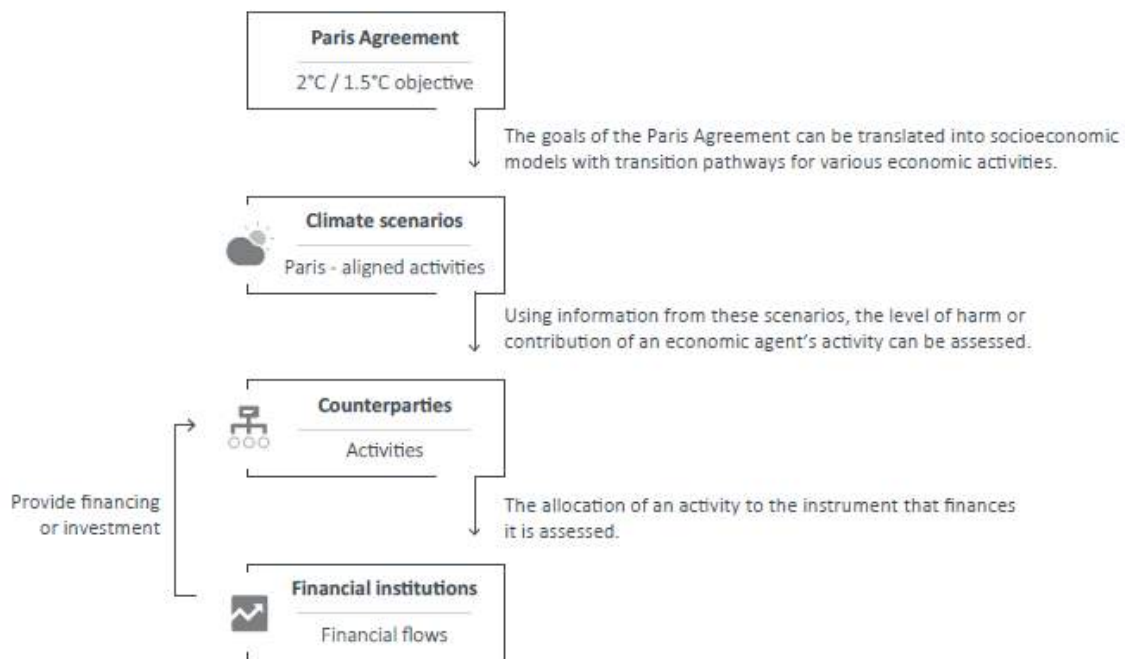 Paris Agreement
2°C / 1.5°C objective
The goals of the Paris Agreement can be translated into socioeconomic
models with transition pathways for various economic activities.
Climate scenarios
Paris - aligned activities
Using information from these scenarios, the level of harm or
contribution of an economic agent’s activity can be assessed.
Counterparties
Activities
Provide financing
or investment
The allocation of an activity to the instrument that finances
it is assessed.
Financial institutions
Financial flows